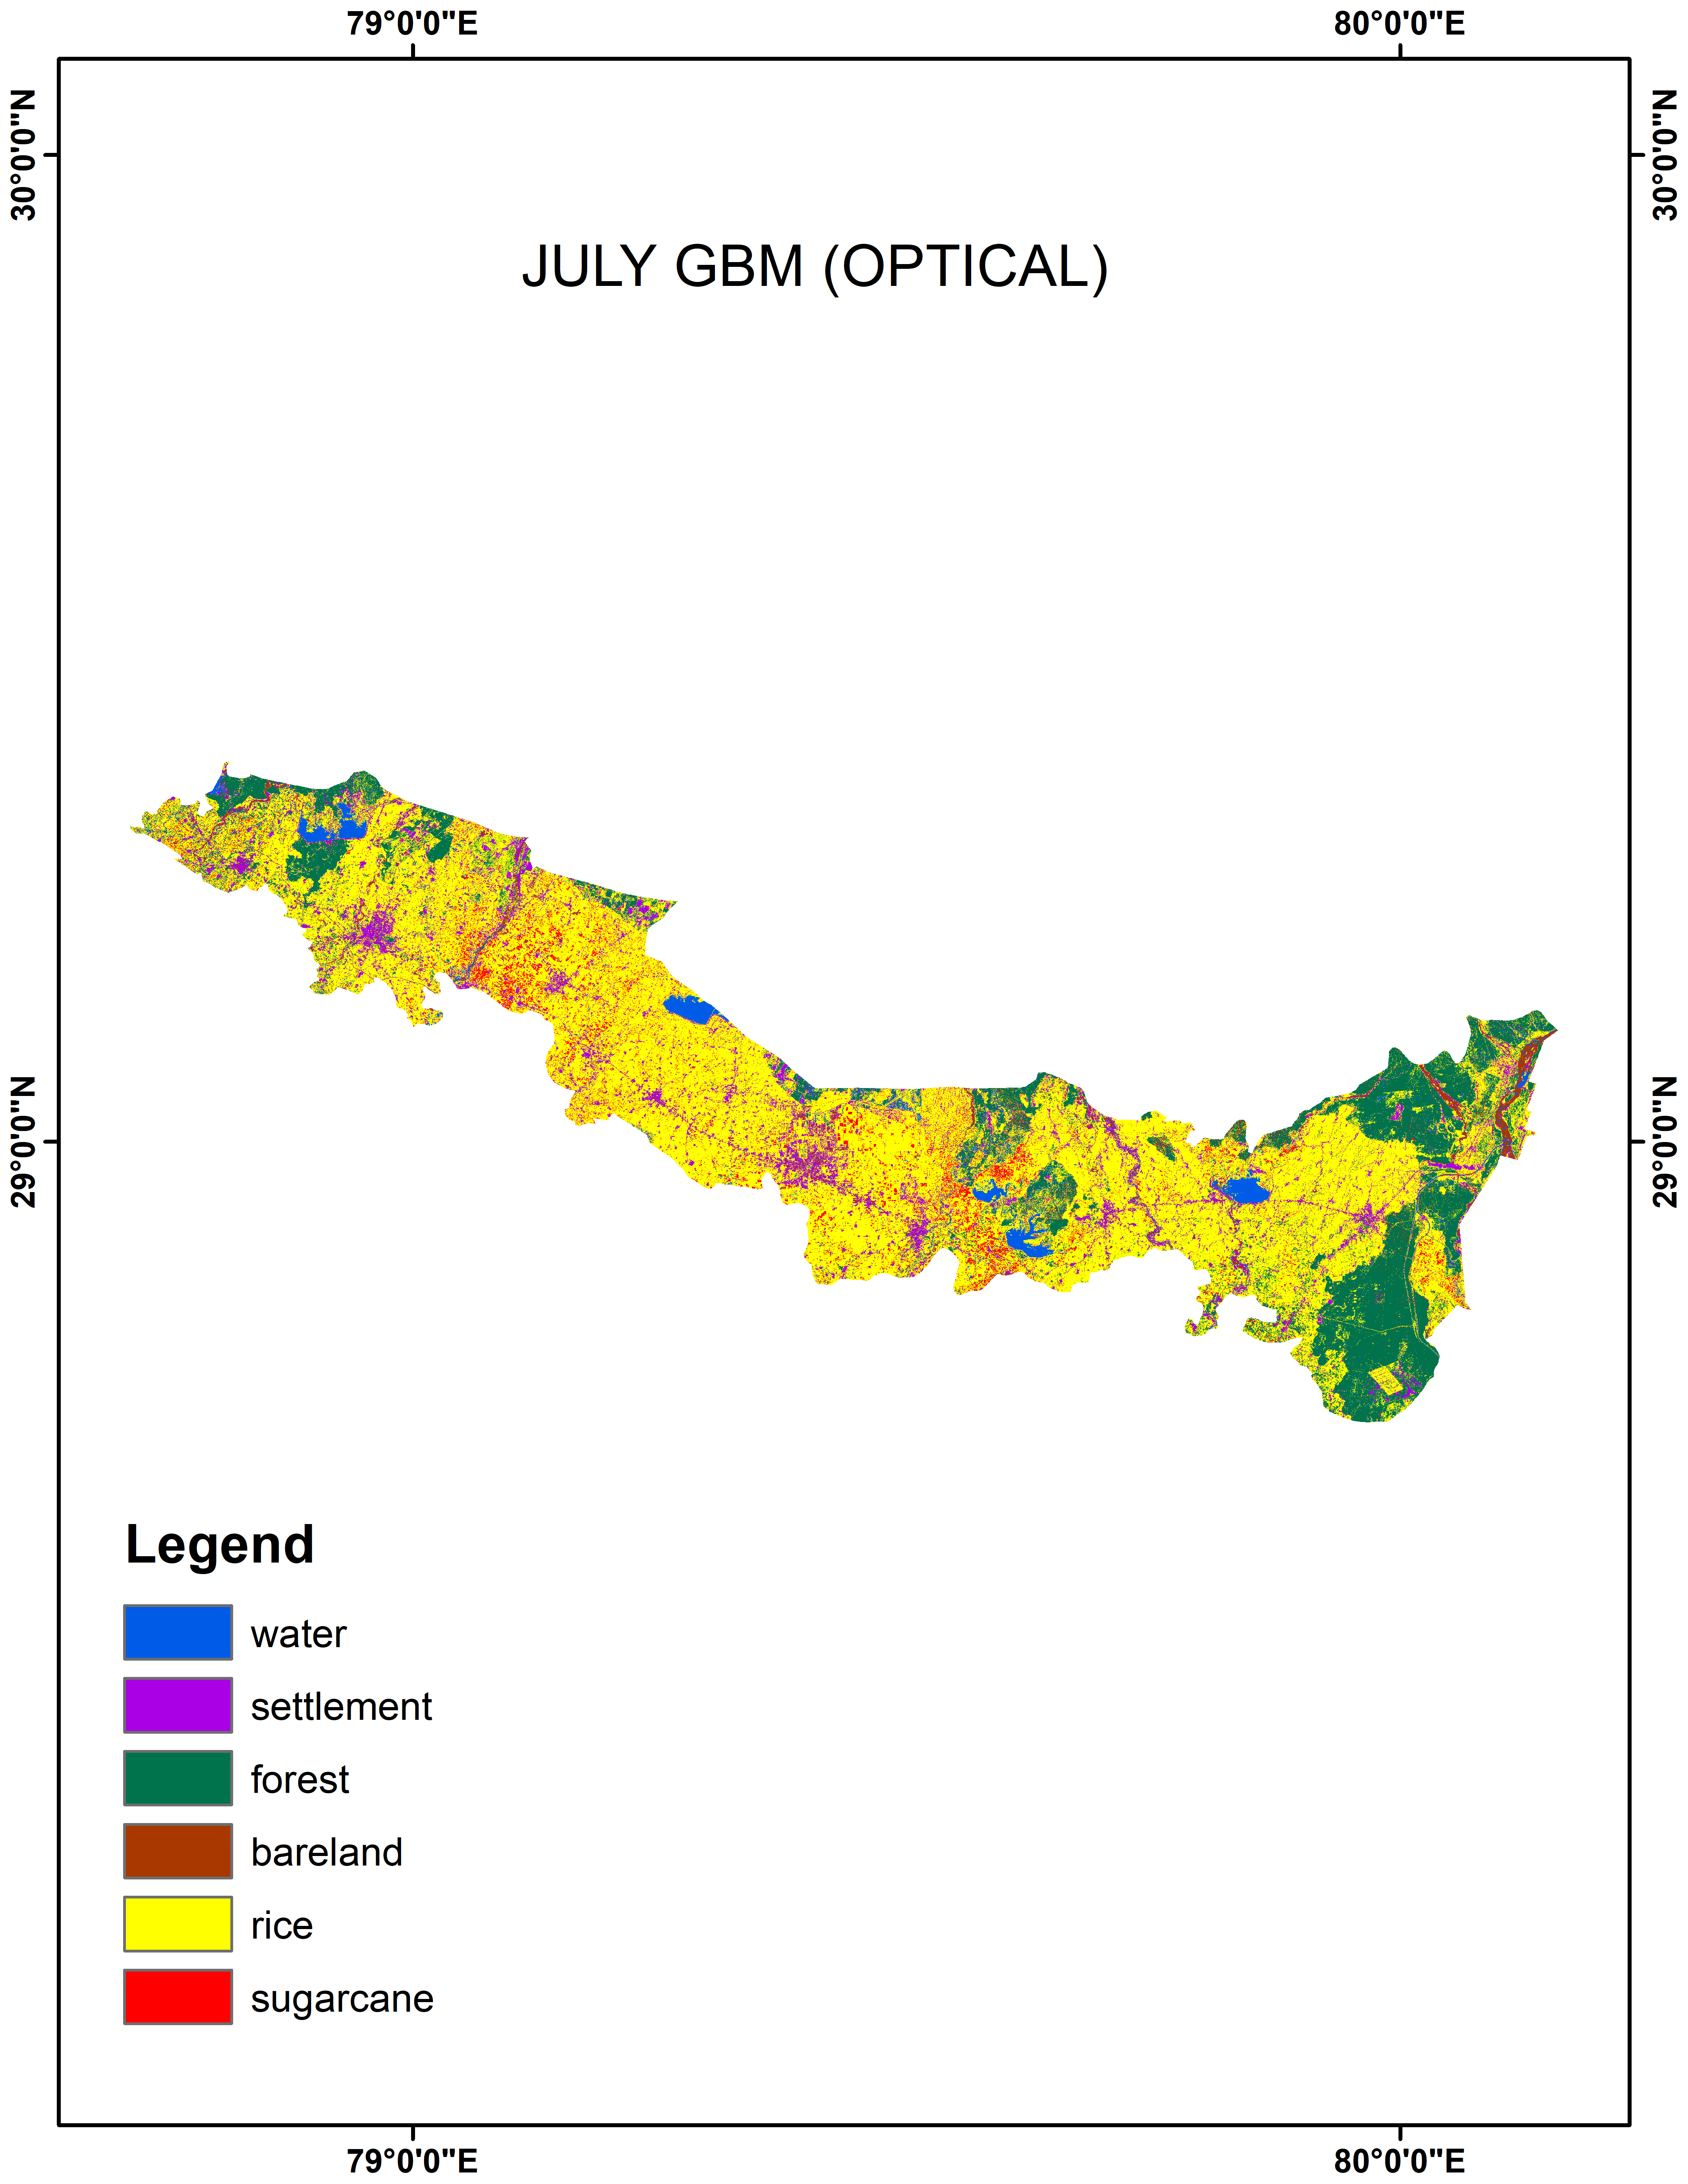 79°0'0"E 80°0'0"E
30°0'0"N 30°0'0"N
JULY GBM (OPTICAL)
29°0'0"N 29°0'0"N
Legend
water
settlement
forest
bareland
rice
sugarcane
79°0'0"E 80°0'0"E